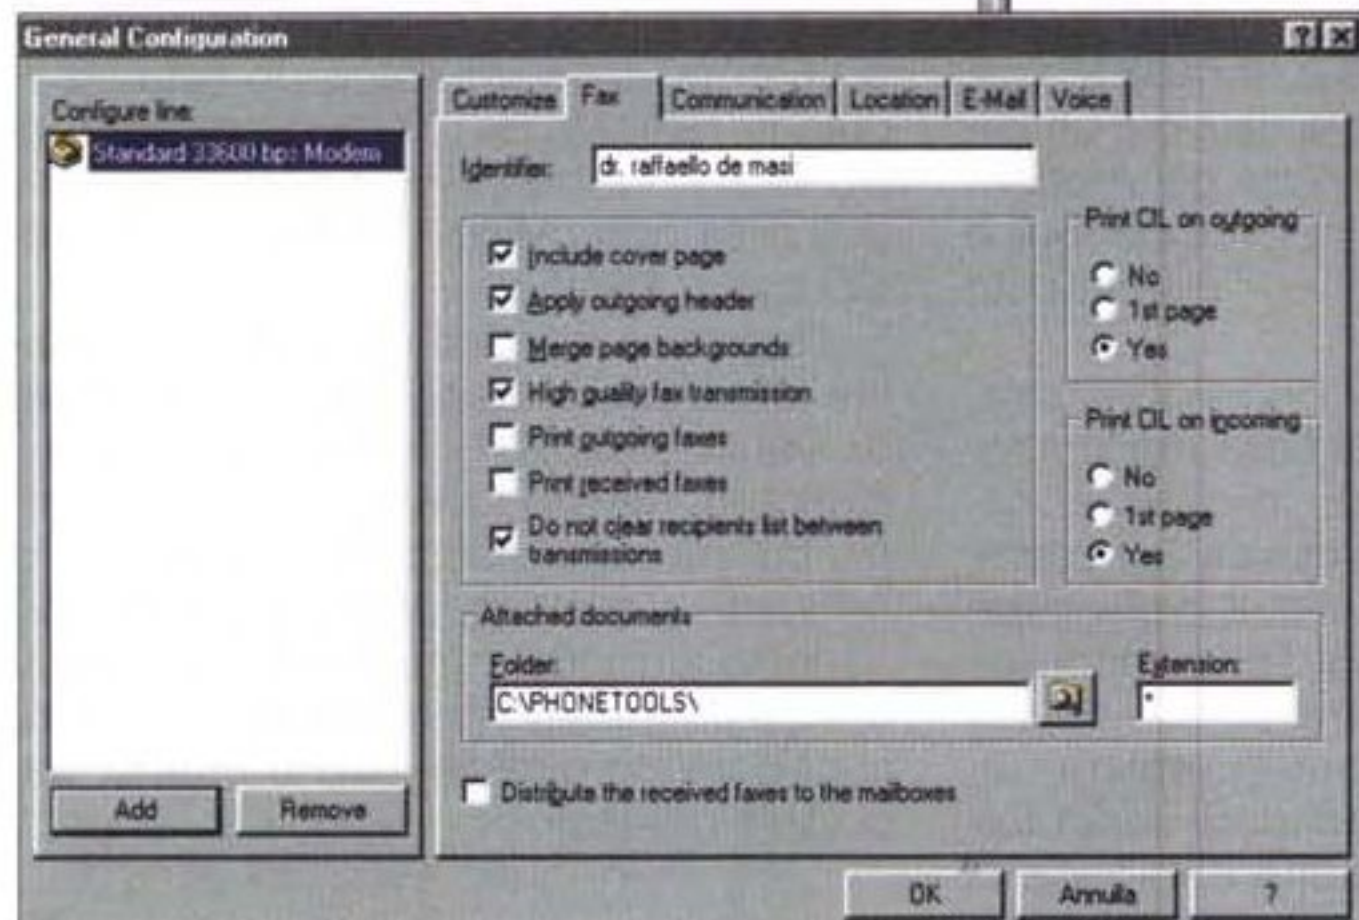 General Configuration
Configure line:
Standard 33600 bps Modem
Add
Remove
Customize
Fax
Communication
Location
E-Mail
Voice
Identifier:
dr. raffaello de masi
Include cover page
Apply outgoing header
Merge page backgrounds
High quality fax transmission
Print outgoing faxes
Print received faxes
Do not clear recipients list between
transmissions
Print CIL on outgoing
No
1st page
Yes
Print CIL on incoming
No
1st page
Yes
Attached documents
Folder:
C:\PHONETOOLS\
Extension:
*
Distribute the received faxes to the mailboxes
OK
Annulla
?